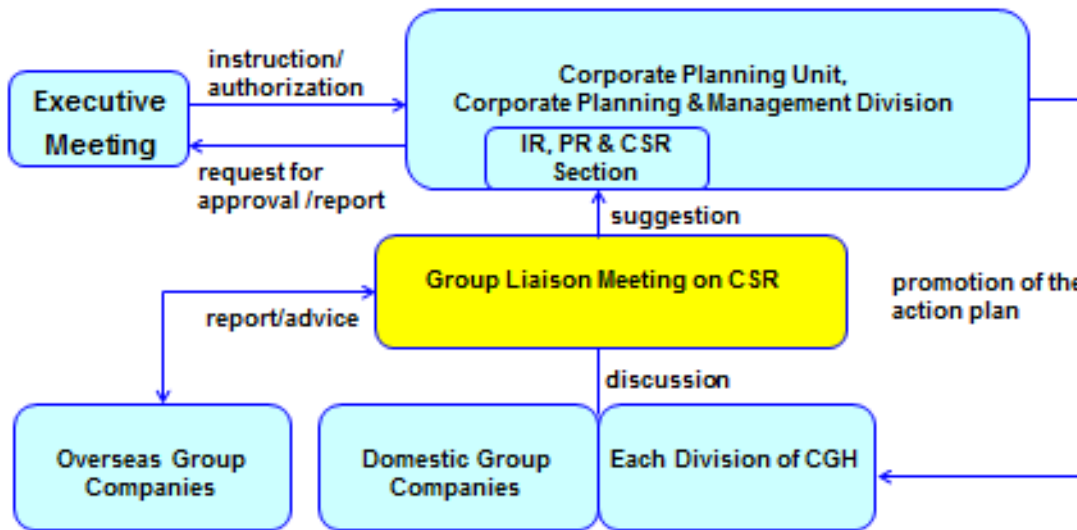 instruction/
authorization
Executive
Meeting
request for
approval /report
Corporate Planning Unit,
Corporate Planning & Management Division
IR, PR & CSR
Section
suggestion
Group Liaison Meeting on CSR
report/advice
promotion of the
action plan
discussion
Overseas Group
Companies
Domestic Group
Companies
Each Division of CGH